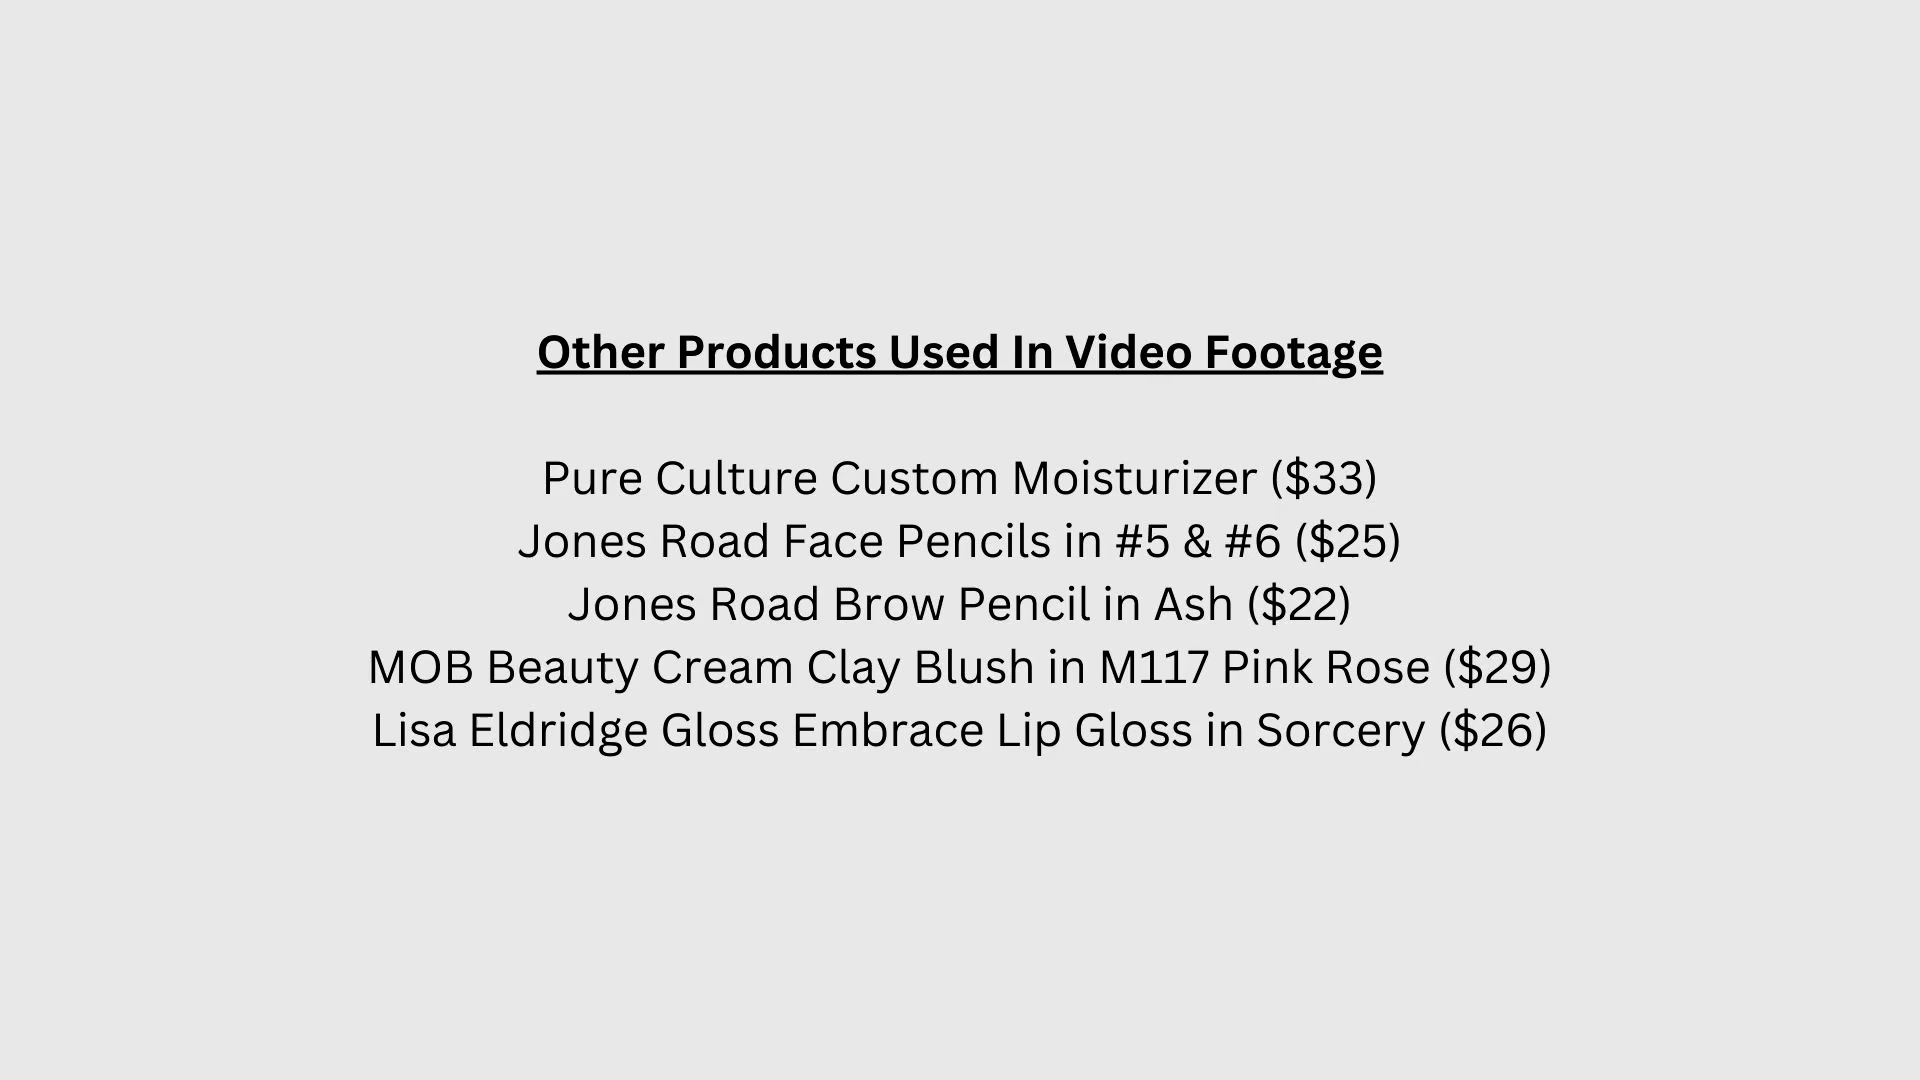 Other Products Used In Video Footage
Pure Culture Custom Moisturizer ($33)
Jones Road Face Pencils in #5 & #6 ($25)
Jones Road Brow Pencil in Ash ($22)
MOB Beauty Cream Clay Blush in M117 Pink Rose ($29)
Lisa Eldridge Gloss Embrace Lip Gloss in Sorcery ($26)